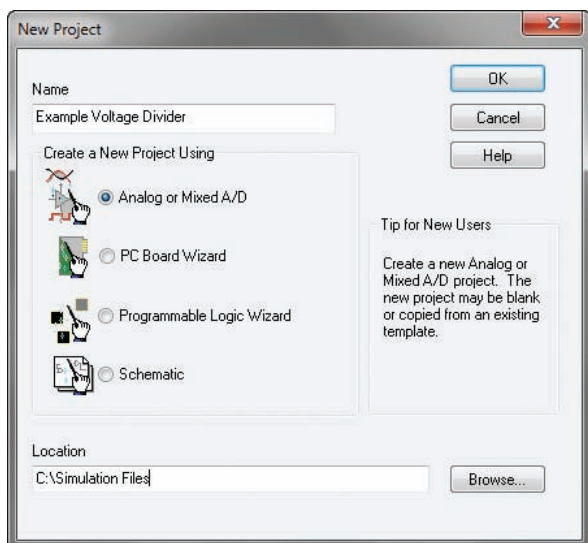 New Project
Name
Example Voltage Divider
OK
Cancel
Help
Create a New Project Using
Analog or Mixed A/D
PC Board Wizard
Programmable Logic Wizard
Schematic
Tip for New Users
Create a new Analog or
Mixed A/D project. The
new project may be blank
or copied from an existing
template.
Location
C:\Simulation Files
Browse...